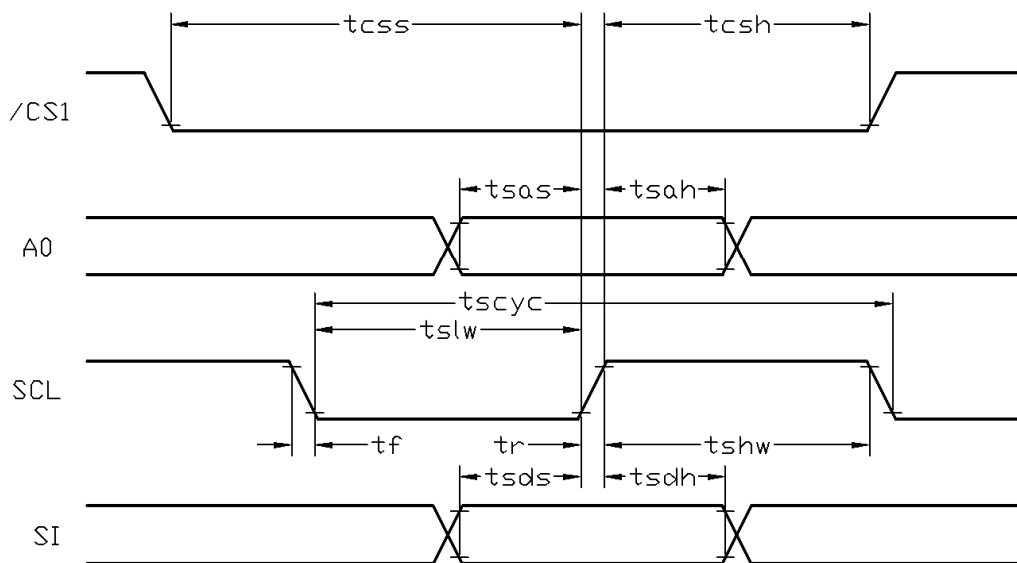 tcss tcsh
/CS1
tsas tsah
A0
tscyc
tslw
SCL
tf tr tshw
tsds tsdh
SI